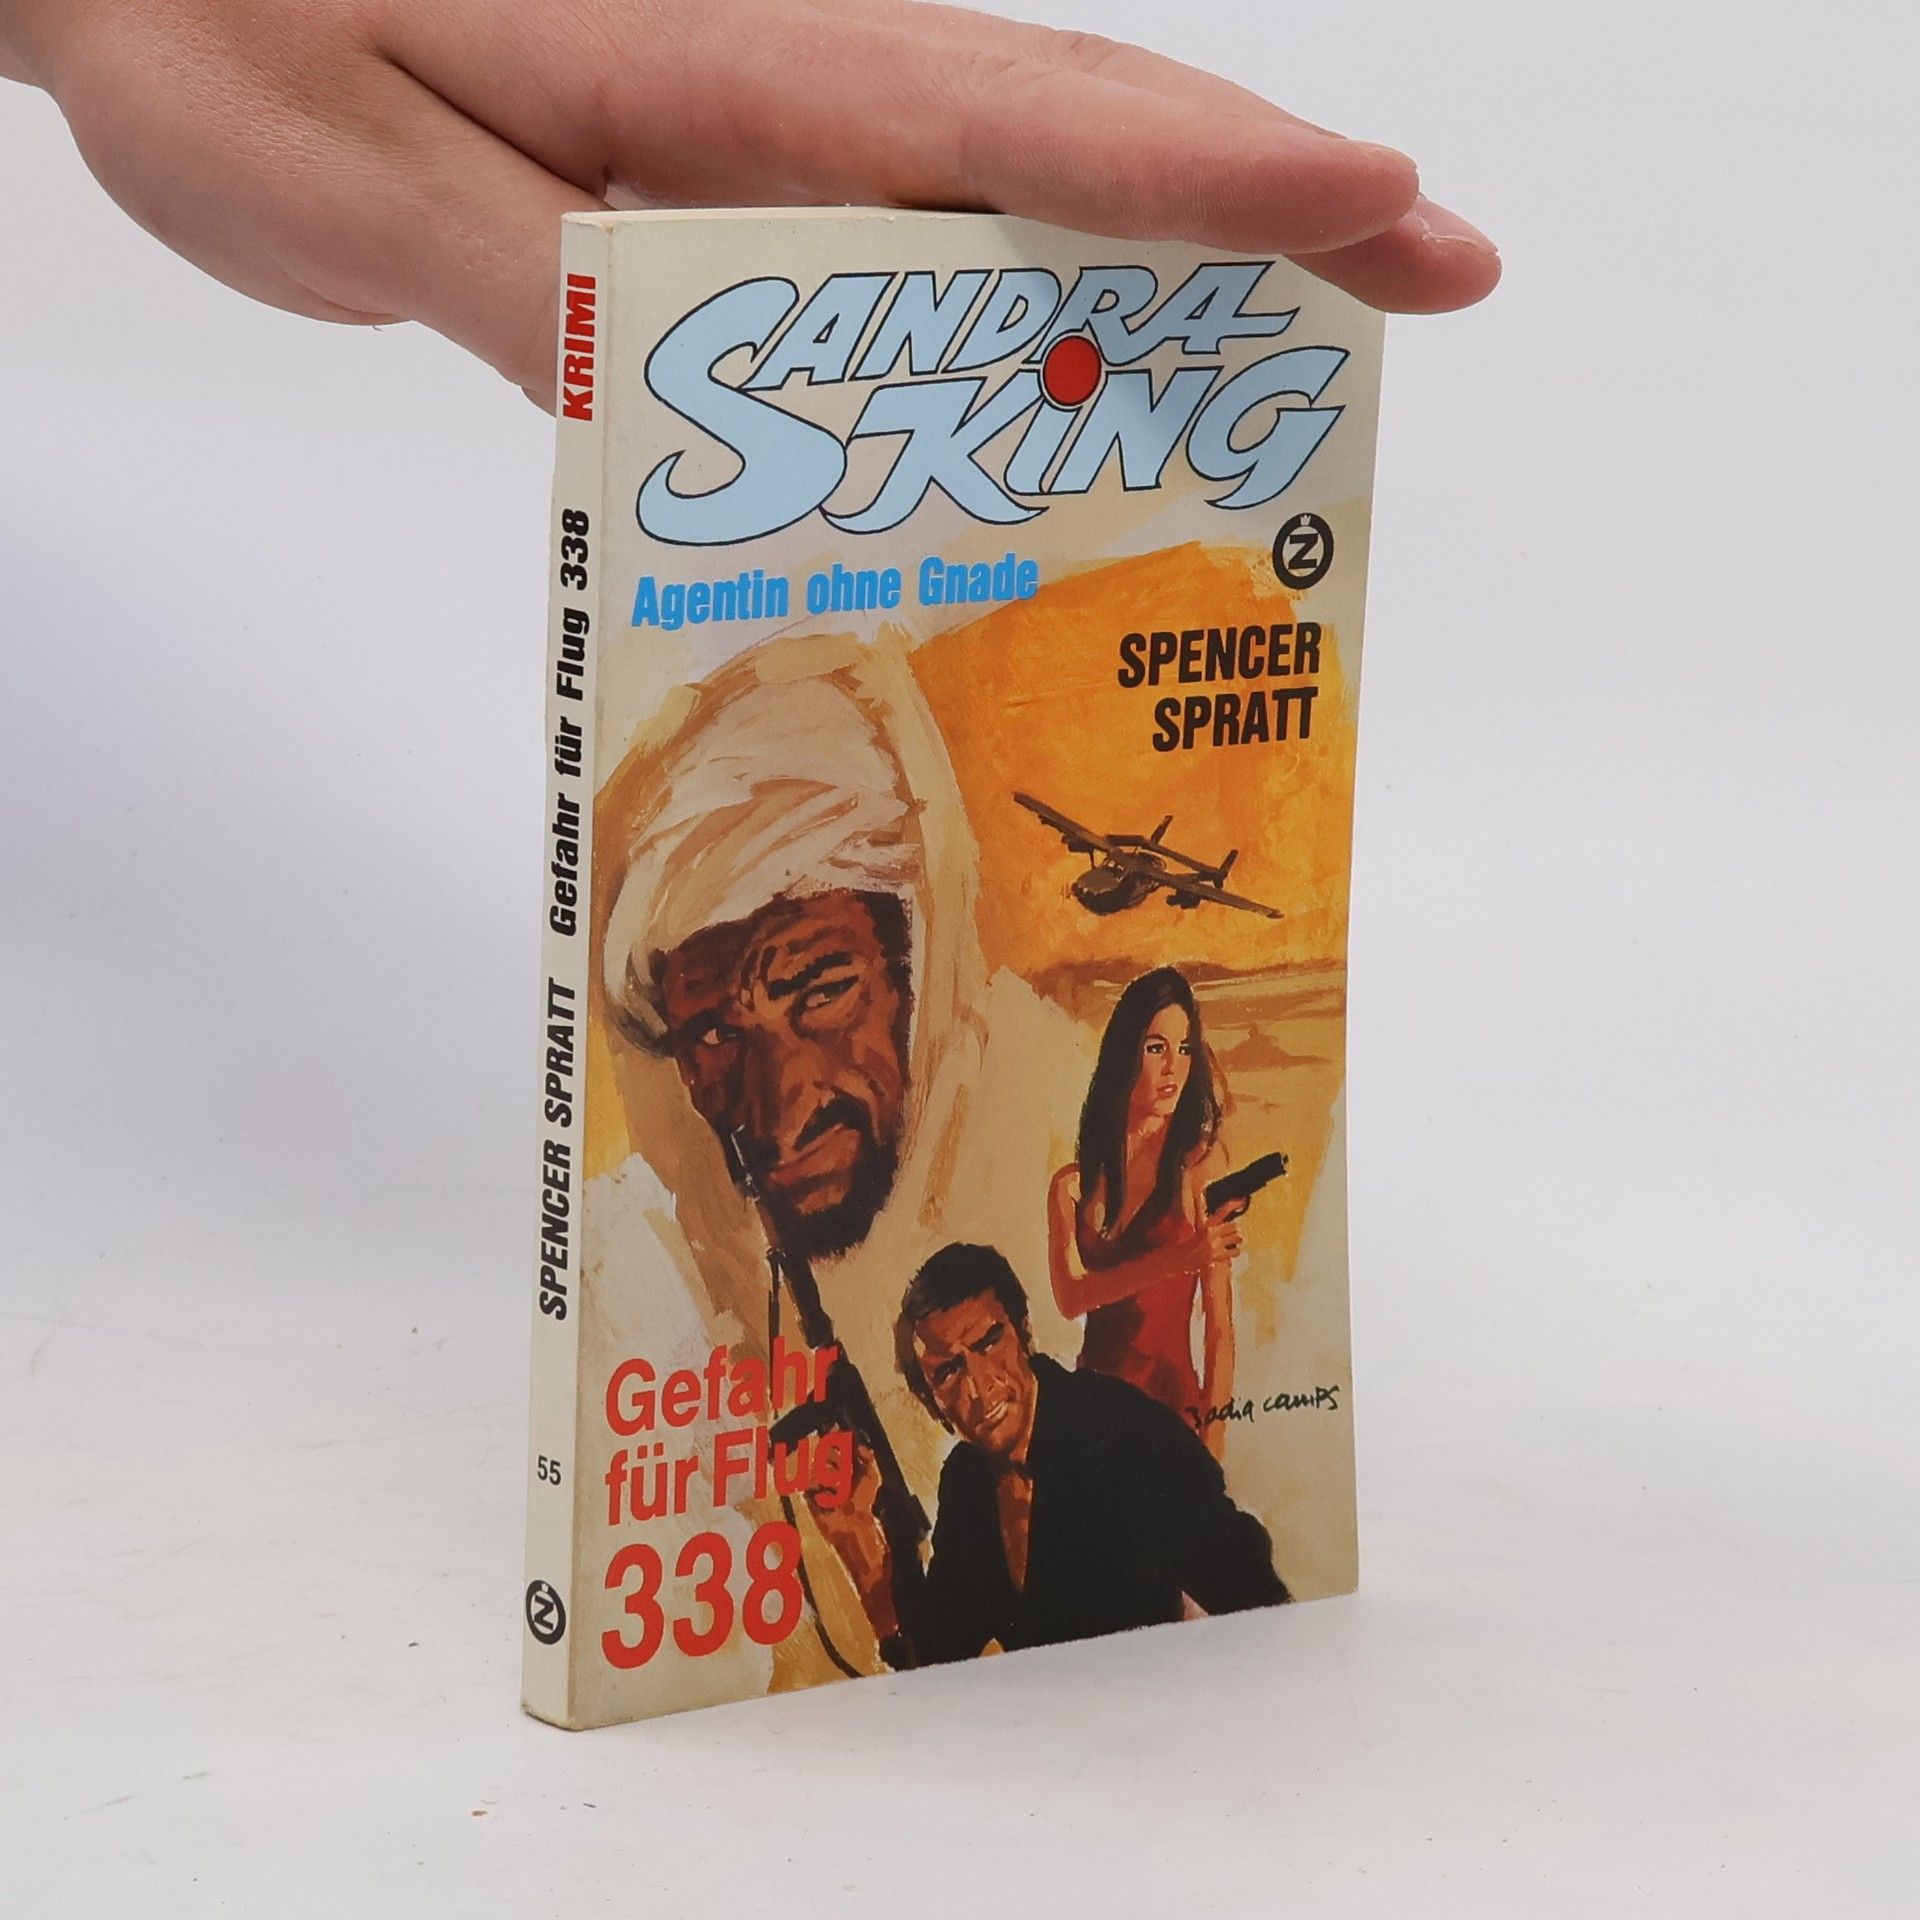 SANDRA
KING
Agentin ohne Gnade
Z
SPENCER
SPRATT
Gefahr
für Flug
338
KRIMI
SPENCER SPRATT Gefahr für Flug 338
55
Z